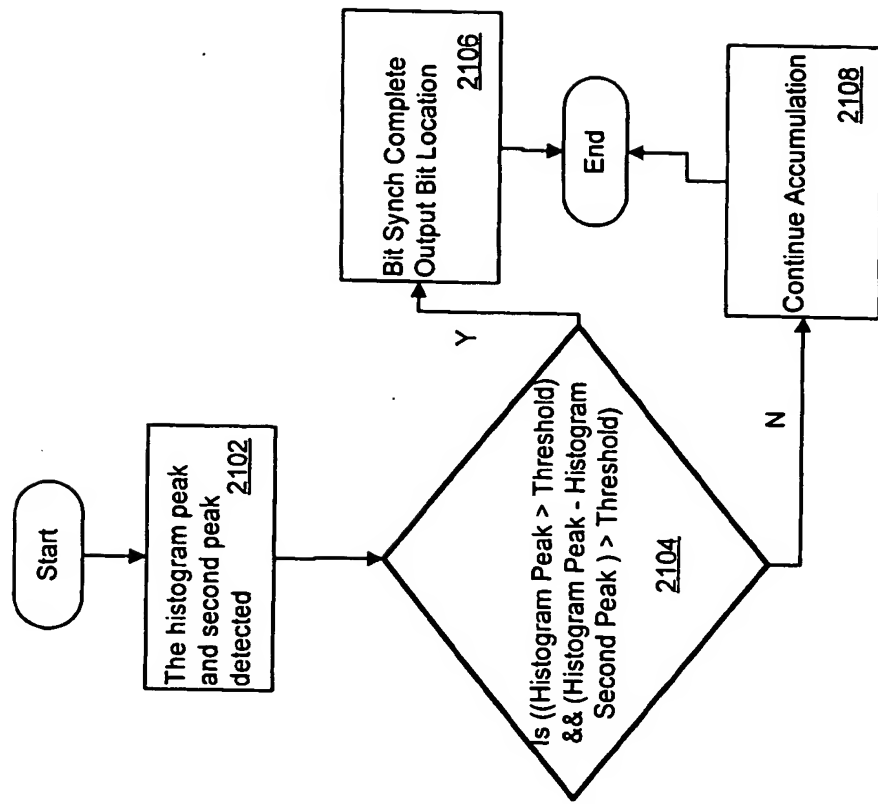 Start
The histogram peak
and second peak
detected
2102
Is ((Histogram Peak > Threshold)
&& (Histogram Peak - Histogram
Second Peak ) > Threshold)
2104
Y
Bit Synch Complete
Output Bit Location
2106
N
Continue Accumulation
2108
End